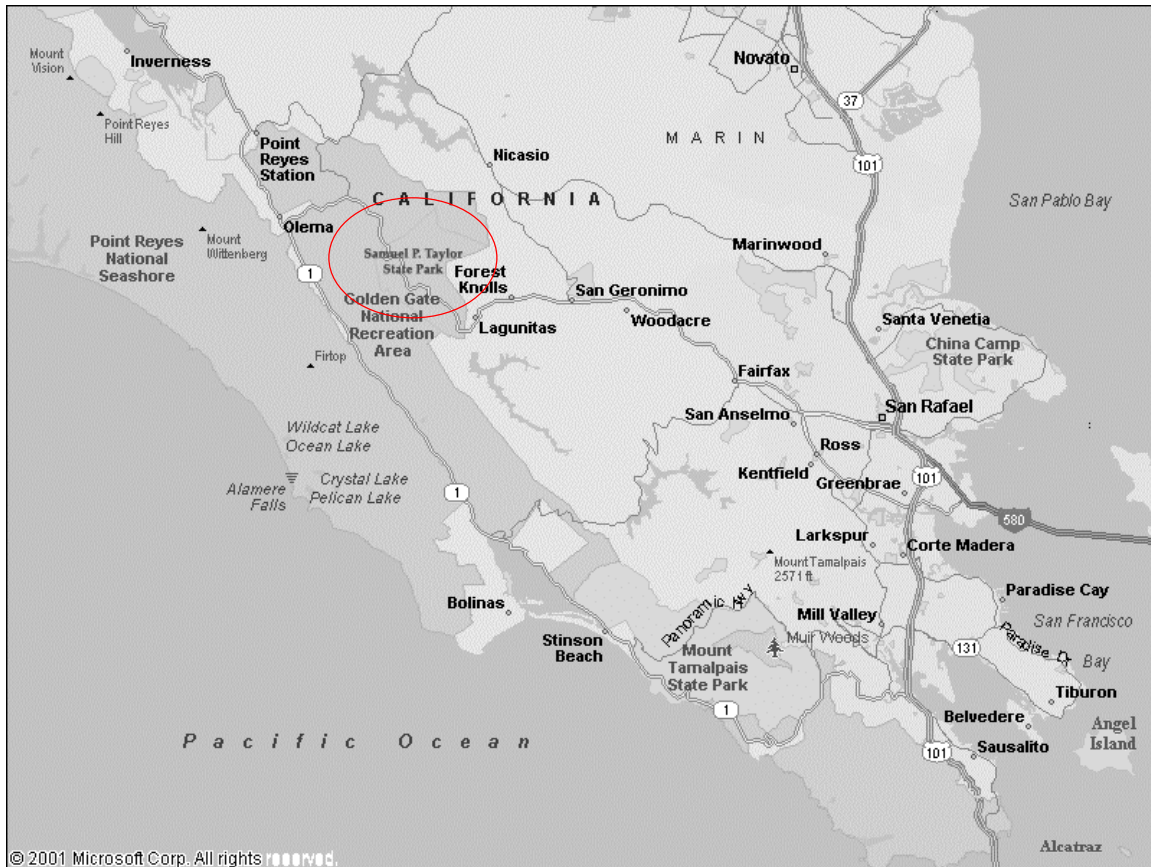 Mount
Vision
Inverness
Novato
37
Point Reyes
Hill
MARIN
Point
Reyes
Station
Nicasio
101
CALIFORNIA
San Pablo Bay
Olema
Point Reyes
National
Seashore
Mount
Wittenberg
Marinwood
Samuel P. Taylor
State Park
1
Forest
Knolls
San Geronimo
Golden Gate
National
Recreation
Area
Lagunitas
Woodacre
Santa Venetia
China Camp
State Park
Firtop
Fairfax
San Anselmo
San Rafael
Wildcat Lake
Ocean Lake
Ross
Kentfield
Greenbrae
101
Alamere
Falls
Crystal Lake
Pelican Lake
1
580
Larkspur
Corte Madera
Mount Tamalpais
2571 ft
Paradise Cay
Bolinas
Panoramic Hwy
Mill Valley
San Francisco
Bay
Stinson
Beach
Muir Woods
131
Paradise Dr
Mount
Tamalpais
State Park
Tiburon
1
Belvedere
Angel
Island
Pacific Ocean
101
Sausalito
Alcatraz
© 2001 Microsoft Corp. All rights reserved.